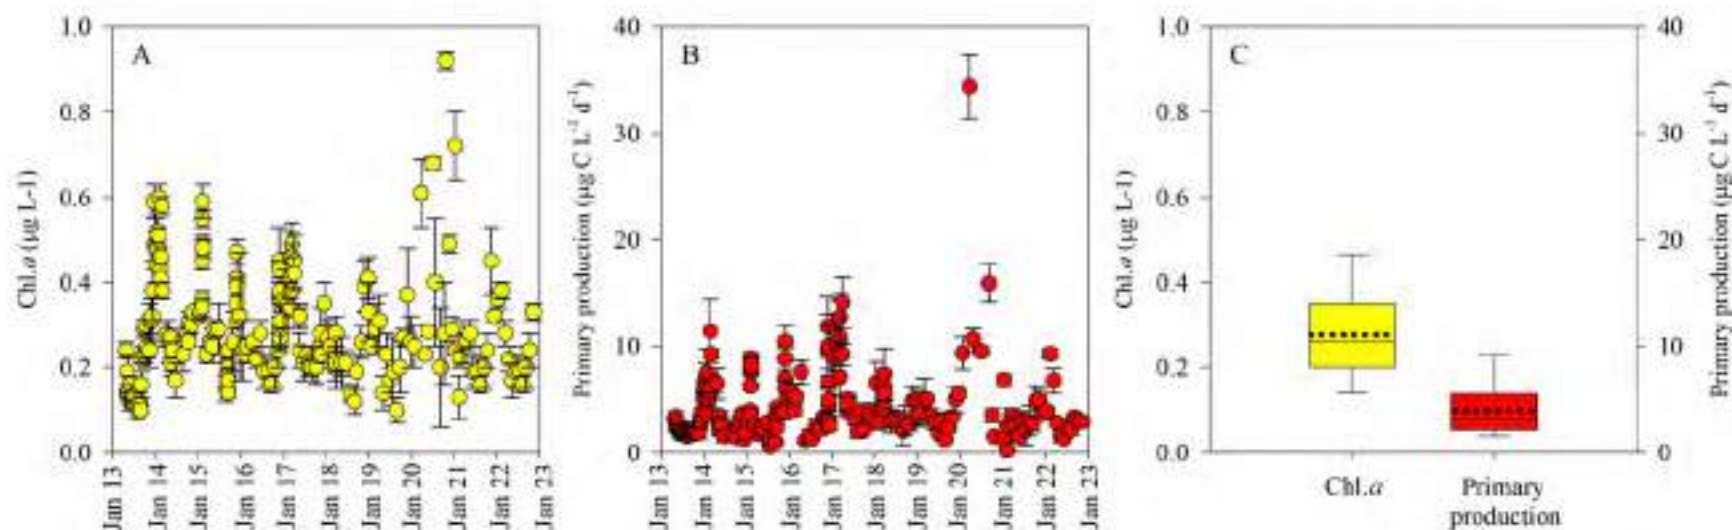 A
Chl.a (µg L-1)
1.0
0.8
0.6
0.4
0.2
0.0
Jan 13
Jan 14
Jan 15
Jan 16
Jan 17
Jan 18
Jan 19
Jan 20
Jan 21
Jan 22
Jan 23
B
Primary production (µg C L⁻¹ d⁻¹)
40
30
20
10
0
Jan 13
Jan 14
Jan 15
Jan 16
Jan 17
Jan 18
Jan 19
Jan 20
Jan 21
Jan 22
Jan 23
C
Chl.a (µg L-1)
1.0
0.8
0.6
0.4
0.2
0.0
Chl.a
Primary
production
40
30
20
10
0
Primary production (µg C L⁻¹ d⁻¹)